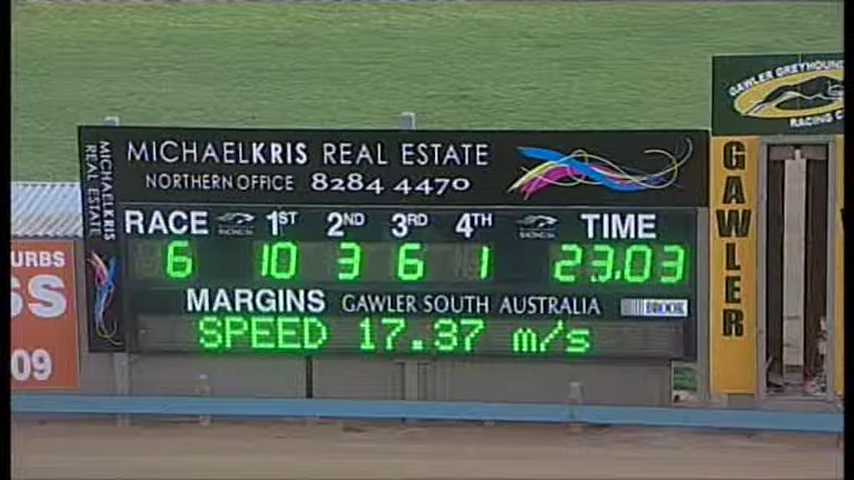 GAWLER GREYHOUND
RACING C
MICHAELKRIS REAL ESTATE
NORTHERN OFFICE 8284 4470
MICHAELKRIS
REAL ESTATE
RACE 1ST 2ND 3RD 4TH TIME
6 10 3 6 1 23.03
MARGINS GAWLER SOUTH AUSTRALIA
SPEED 17.37 m/s
GAWLER
URBS
S
09